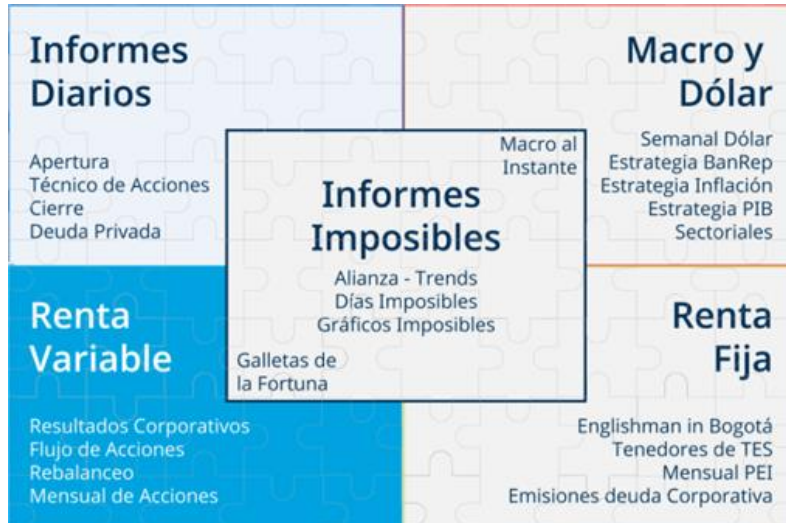 Informes
Diarios
Apertura
Técnico de Acciones
Cierre
Deuda Privada
Macro y
Dólar
Semanal Dólar
Estrategia BanRep
Estrategia Inflación
Estrategia PIB
Sectoriales
Macro al
Instante
Informes
Imposibles
Alianza - Trends
Días Imposibles
Gráficos Imposibles
Galletas de
la Fortuna
Renta
Variable
Resultados Corporativos
Flujo de Acciones
Rebalanceo
Mensual de Acciones
Renta
Fija
Englishman in Bogotá
Tenedores de TES
Mensual PEI
Emisiones deuda Corporativa